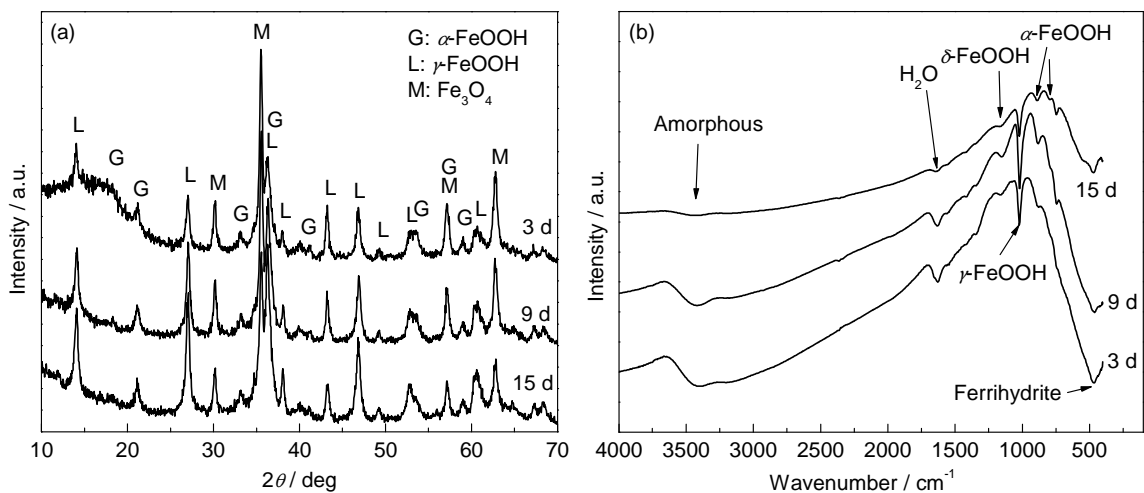 (a)
G: α-FeOOH
L: γ-FeOOH
M: Fe3O4
M
G
L
L
G
G
L
M
G
L
G
L
L
L
L
G
G
M
G
L
M
3 d
9 d
15 d
Intensity / a.u.
10 20 30 40 50 60 70
2θ / deg
(b)
α-FeOOH
δ-FeOOH
H2O
Amorphous
15 d
γ-FeOOH
9 d
3 d
Ferrihydrite
Intensity / a.u.
4000 3500 3000 2500 2000 1500 1000 500
Wavenumber / cm-1